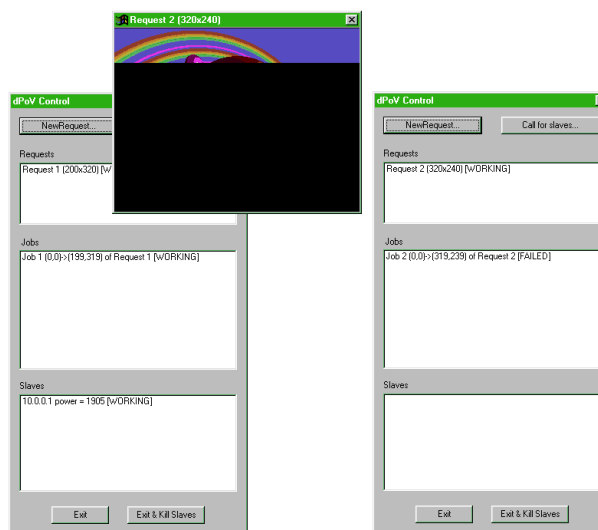 Request 2 (320x240)
dPoV Control
NewRequest...
Requests
Request 1 (200x320) [W
Jobs
Job 1 (0,0)->(199,319) of Request 1 [WORKING]
Slaves
10.0.0.1 power = 1905 [WORKING]
Exit
Exit & Kill Slaves
dPoV Control
NewRequest...
Call for slaves...
Requests
Request 2 (320x240) [WORKING]
Jobs
Job 2 (0,0)->(319,239) of Request 2 [FAILED]
Slaves
Exit
Exit & Kill Slaves